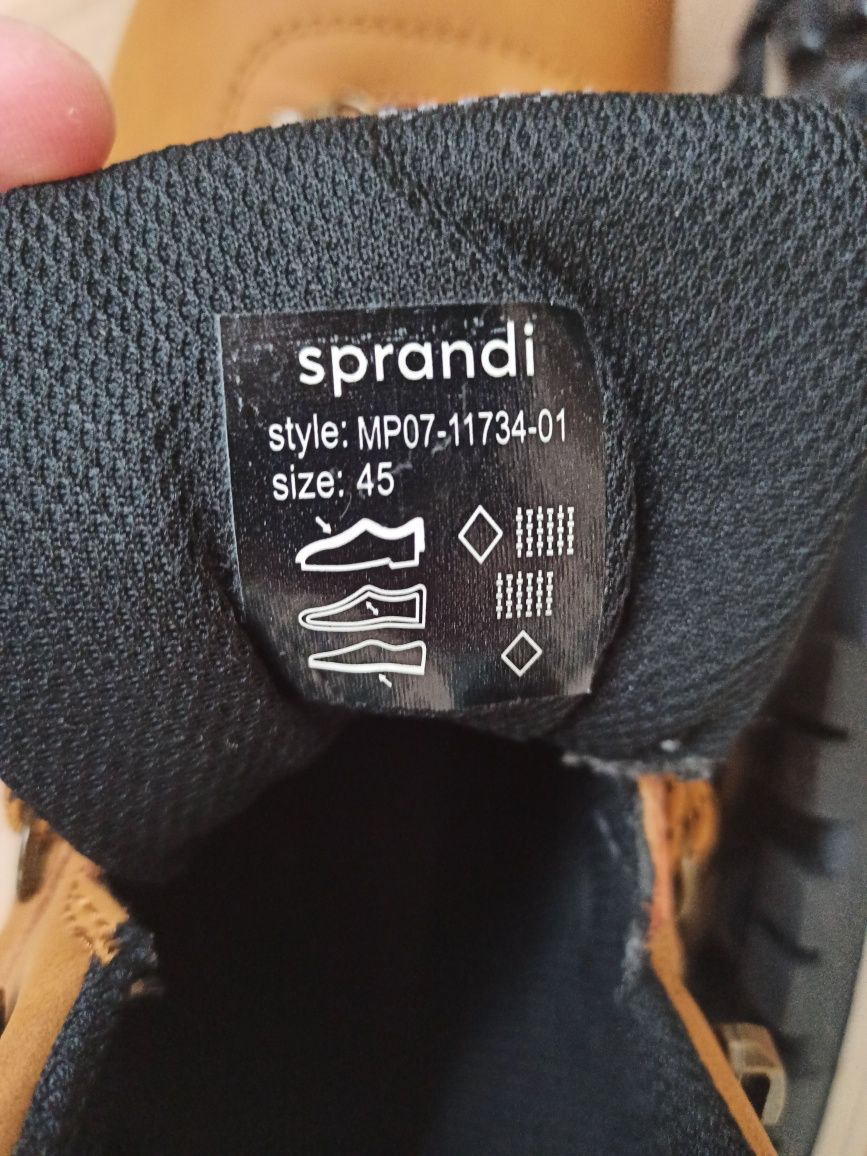 sprandi
style: MP07-11734-01
size: 45